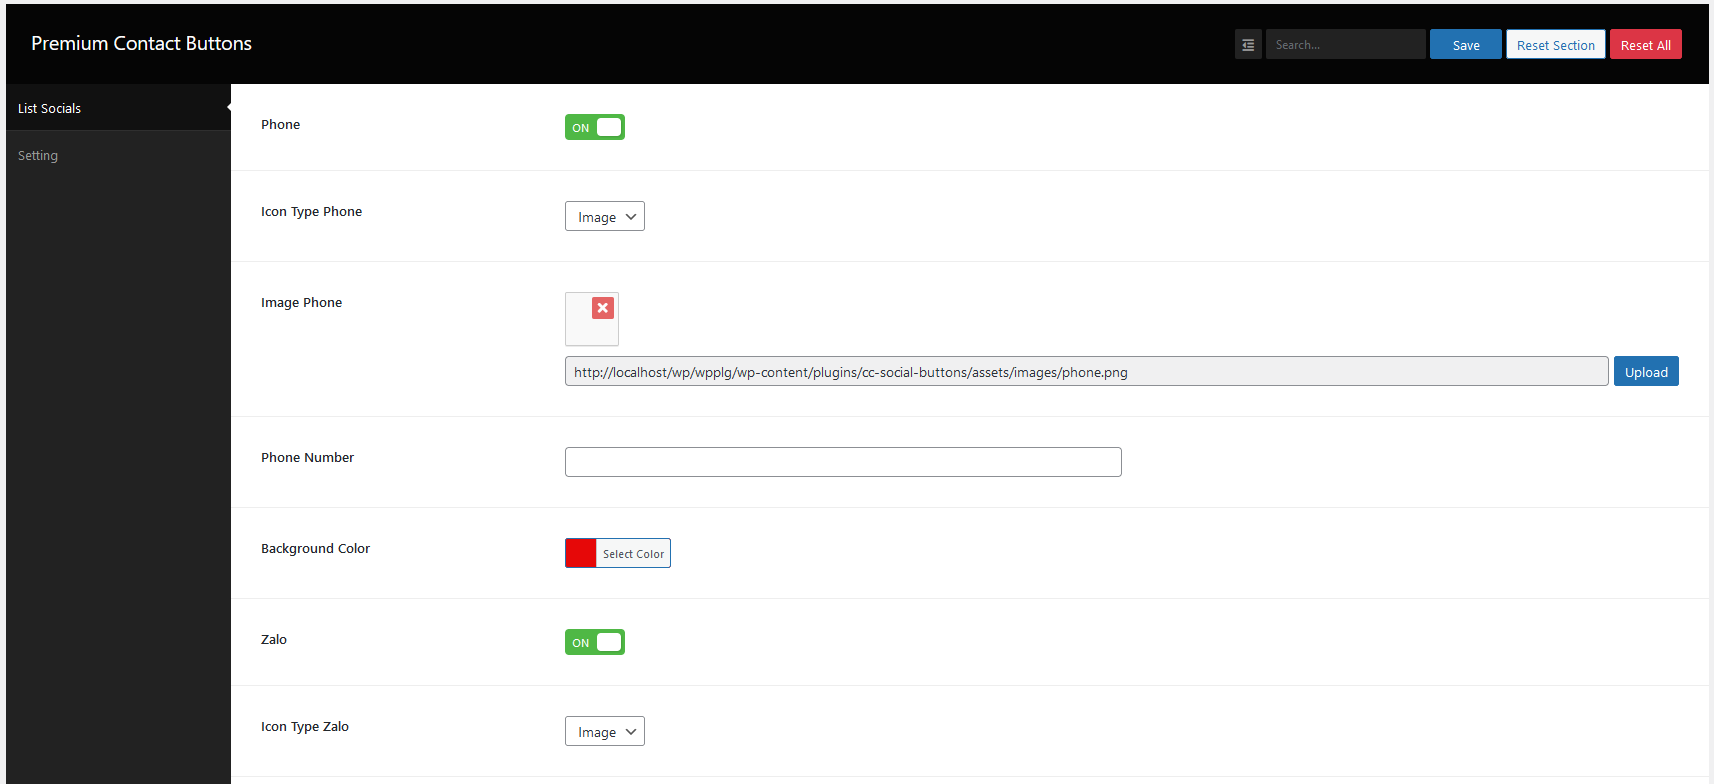 Premium Contact Buttons
Search...
Save
Reset Section
Reset All
List Socials
Setting
Phone
ON
Icon Type Phone
Image
Image Phone
http://localhost/wp/wpplg/wp-content/plugins/cc-social-buttons/assets/images/phone.png
Upload
Phone Number
Background Color
Select Color
Zalo
ON
Icon Type Zalo
Image